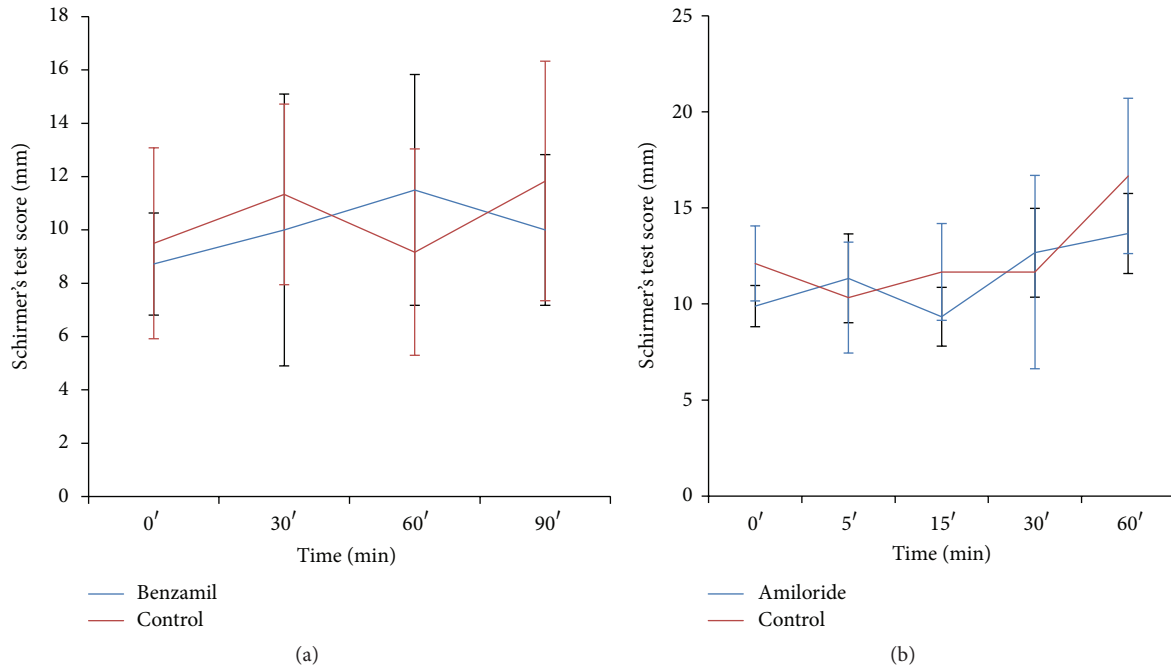 18
16
14
12
10
8
6
4
2
0
Schirmer's test score (mm)
0′ 30′ 60′ 90′
Time (min)
Benzamil
Control
(a)
25
20
15
10
5
0
Schirmer's test score (mm)
0′ 5′ 15′ 30′ 60′
Time (min)
Amiloride
Control
(b)